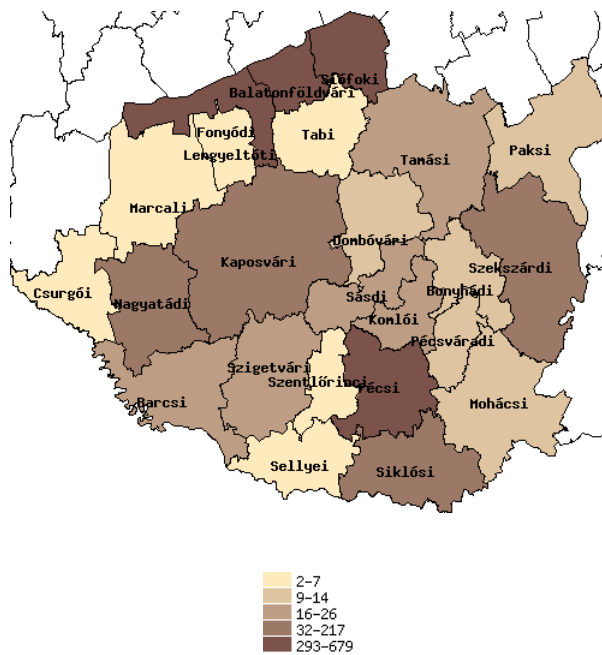 Siófoki
Balatonföldvári
Fonyódi
Tabi
Lengyeltóti
Tamási
Paksi
Marcali
Dombóvári
Kaposvári
Szekszárdi
Csurgói
Nagyatádi
Sásdi
Bonyhádi
Komlói
Pécsváradi
Szigetvári
Szentlőrinci
Pécsi
Barcsi
Mohácsi
Sellyei
Siklósi
2-7
9-14
16-26
32-217
293-679